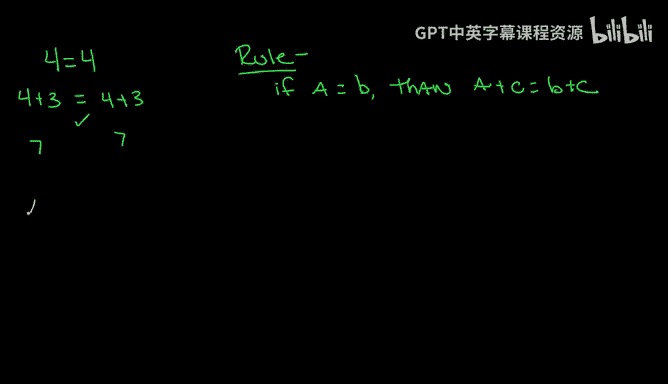 GPT中英字幕课程资源 bilibili
4=4
4+3 = 4+3
✓
7 7
Rule-
if A = b, than A+c = b+c